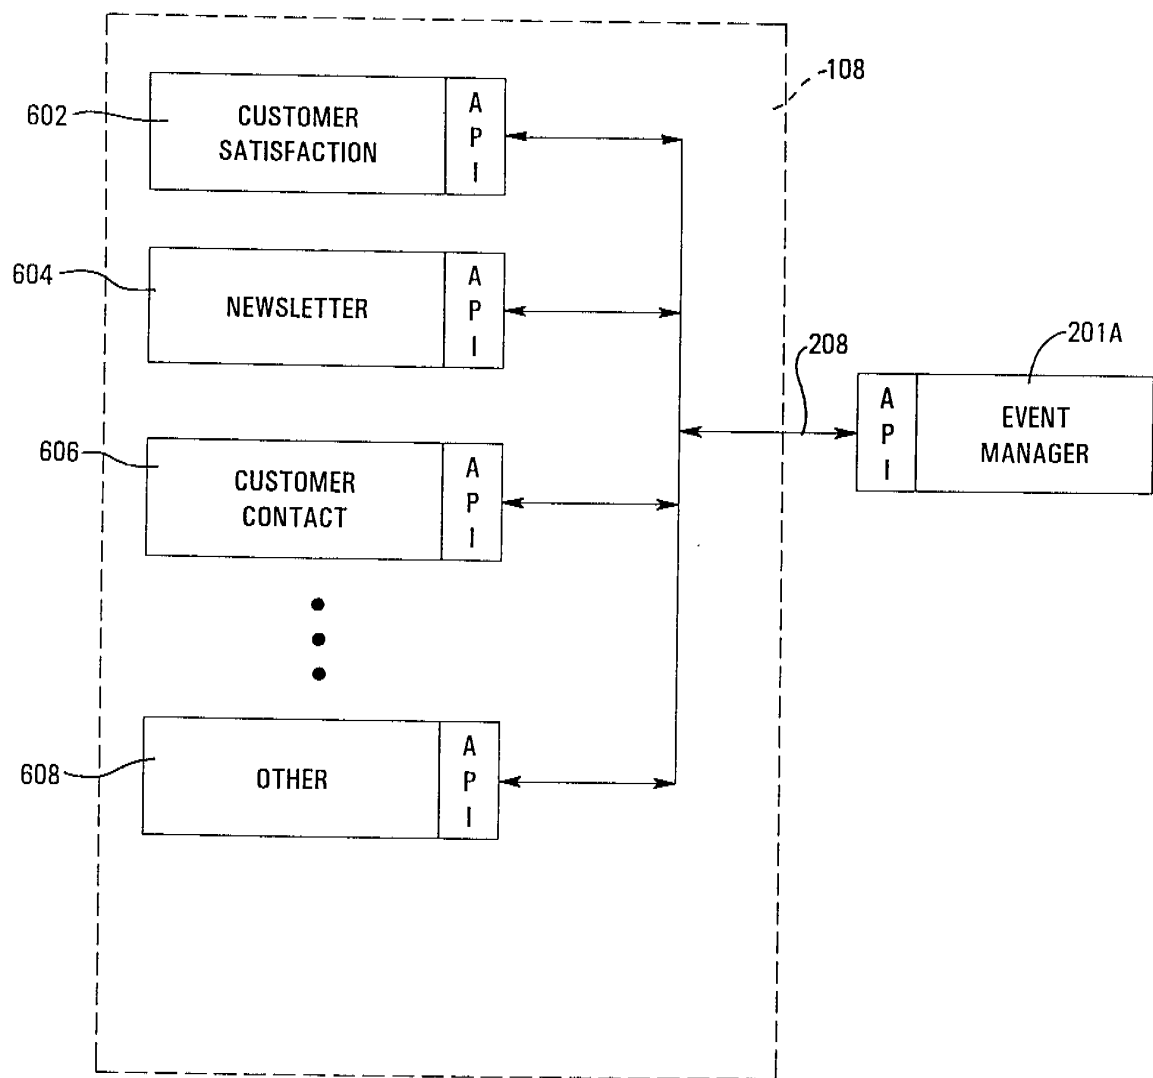 108
602
CUSTOMER
SATISFACTION
A
P
I
604
NEWSLETTER
A
P
I
208
201A
A
P
I
EVENT
MANAGER
606
CUSTOMER
CONTACT
A
P
I
608
OTHER
A
P
I